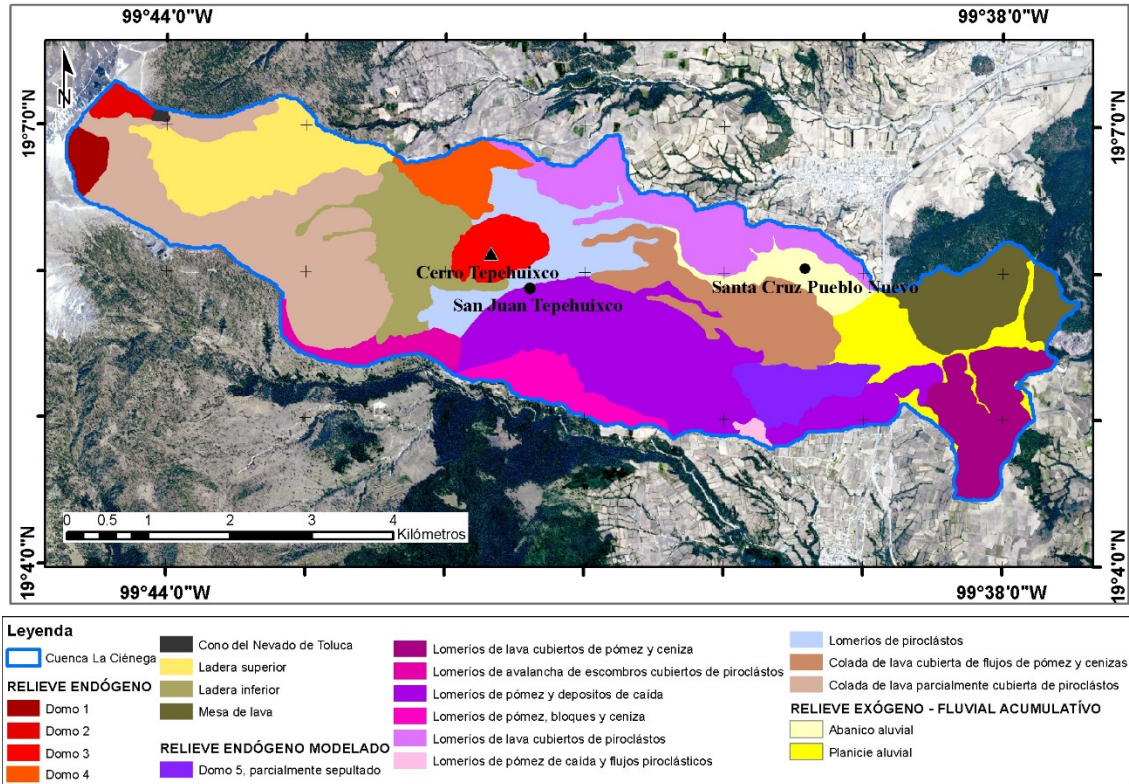 99°44'0"W 99°38'0"W
N
19°7'0"N 19°7'0"N
Cerro Tepehuixco
San Juan Tepehuixco
Santa Cruz Pueblo Nuevo
0 0.5 1 2 3 4
Kilómetros
19°4'0"N 19°4'0"N
99°44'0"W 99°38'0"W
Leyenda
Cuenca La Ciénega
RELIEVE ENDÓGENO
Domo 1
Domo 2
Domo 3
Domo 4
Cono del Nevado de Toluca
Ladera superior
Ladera inferior
Mesa de lava
RELIEVE ENDÓGENO MODELADO
Domo 5, parcialmente sepultado
Lomeríos de lava cubiertos de pómez y ceniza
Lomeríos de avalancha de escombros cubiertos de piroclástos
Lomeríos de pómez y depositos de caída
Lomeríos de pómez, bloques y ceniza
Lomeríos de lava cubiertos de piroclástos
Lomeríos de pómez de caída y flujos piroclásticos
Lomeríos de piroclástos
Colada de lava cubierta de flujos de pómez y cenizas
Colada de lava parcialmente cubierta de piroclástos
RELIEVE EXÓGENO - FLUVIAL ACUMULATÍVO
Abanico aluvial
Planicie aluvial